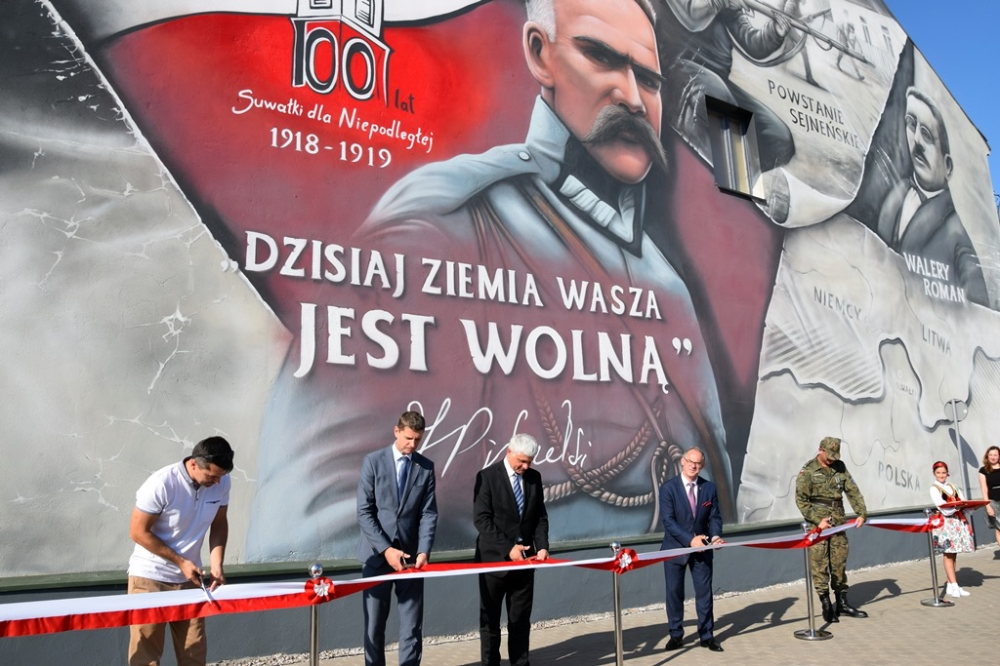 100 lat
Suwałki dla Niepodległej
1918-1919
„DZISIAJ ZIEMIA WASZA
JEST WOLNĄ”
J Piłsudski
POWSTANIE
SEJNEŃSKIE
WALERY
ROMAN
NIEMCY
LITWA
POLSKA